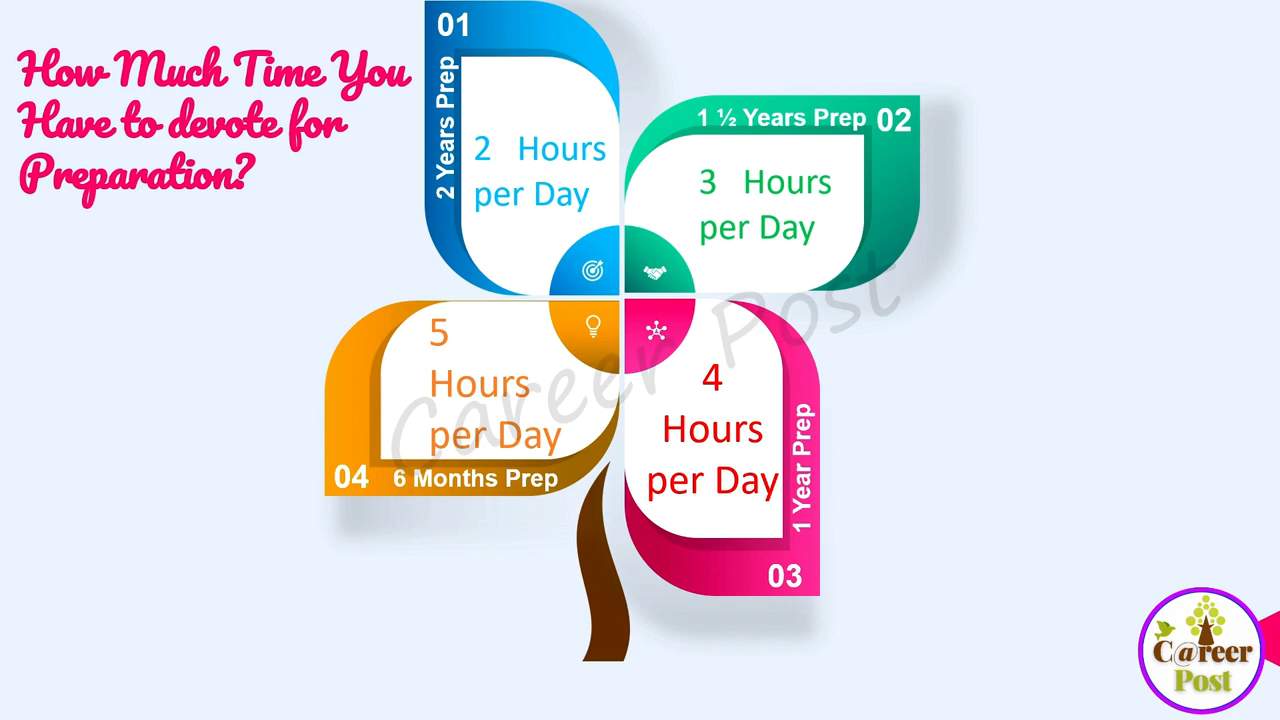 How Much Time You
Have to devote for
Preparation?
01
2 Years Prep
2 Hours
per Day
1 ½ Years Prep 02
3 Hours
per Day
5
Hours
per Day
04 6 Months Prep
4
Hours
per Day
1 Year Prep
03
Career Post
C@reer
Post